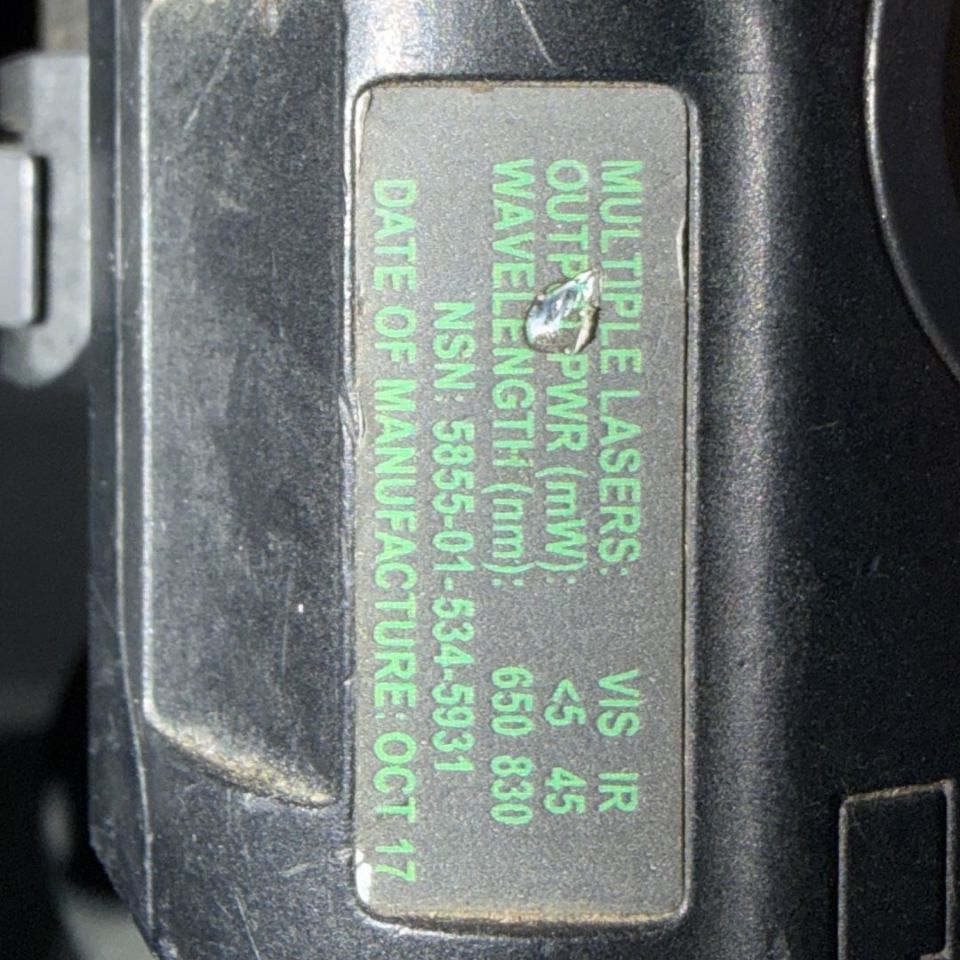 MULTIPLE LASERS: VIS IR
OUTPUT PWR (mW): <5 45
WAVELENGTH (nm): 650 830
NSN: 5855-01-534-5931
DATE OF MANUFACTURE: OCT 17